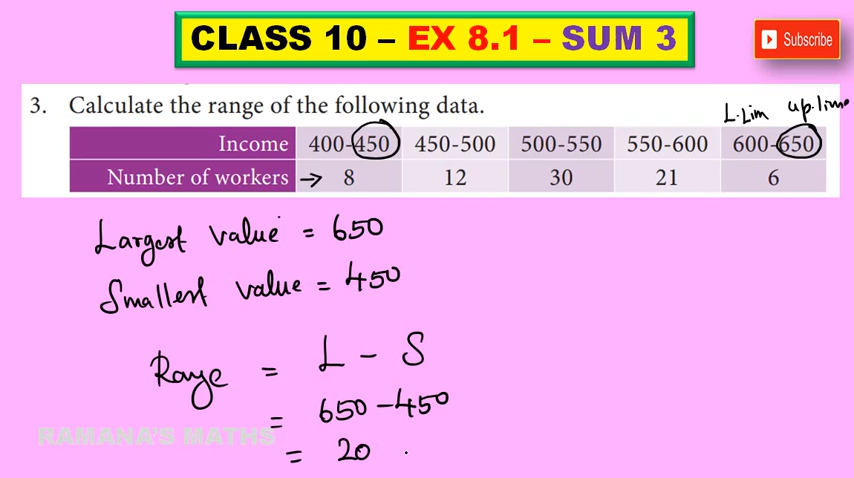 CLASS 10 – EX 8.1 – SUM 3
Subscribe
3. Calculate the range of the following data.
L.Lim up.lime
Income 400-450 450-500 500-550 550-600 600-650
Number of workers → 8 12 30 21 6
Largest value = 650
Smallest value = 450
Range = L - S
= 650 - 450
= 20
RAMANA'S MATHS